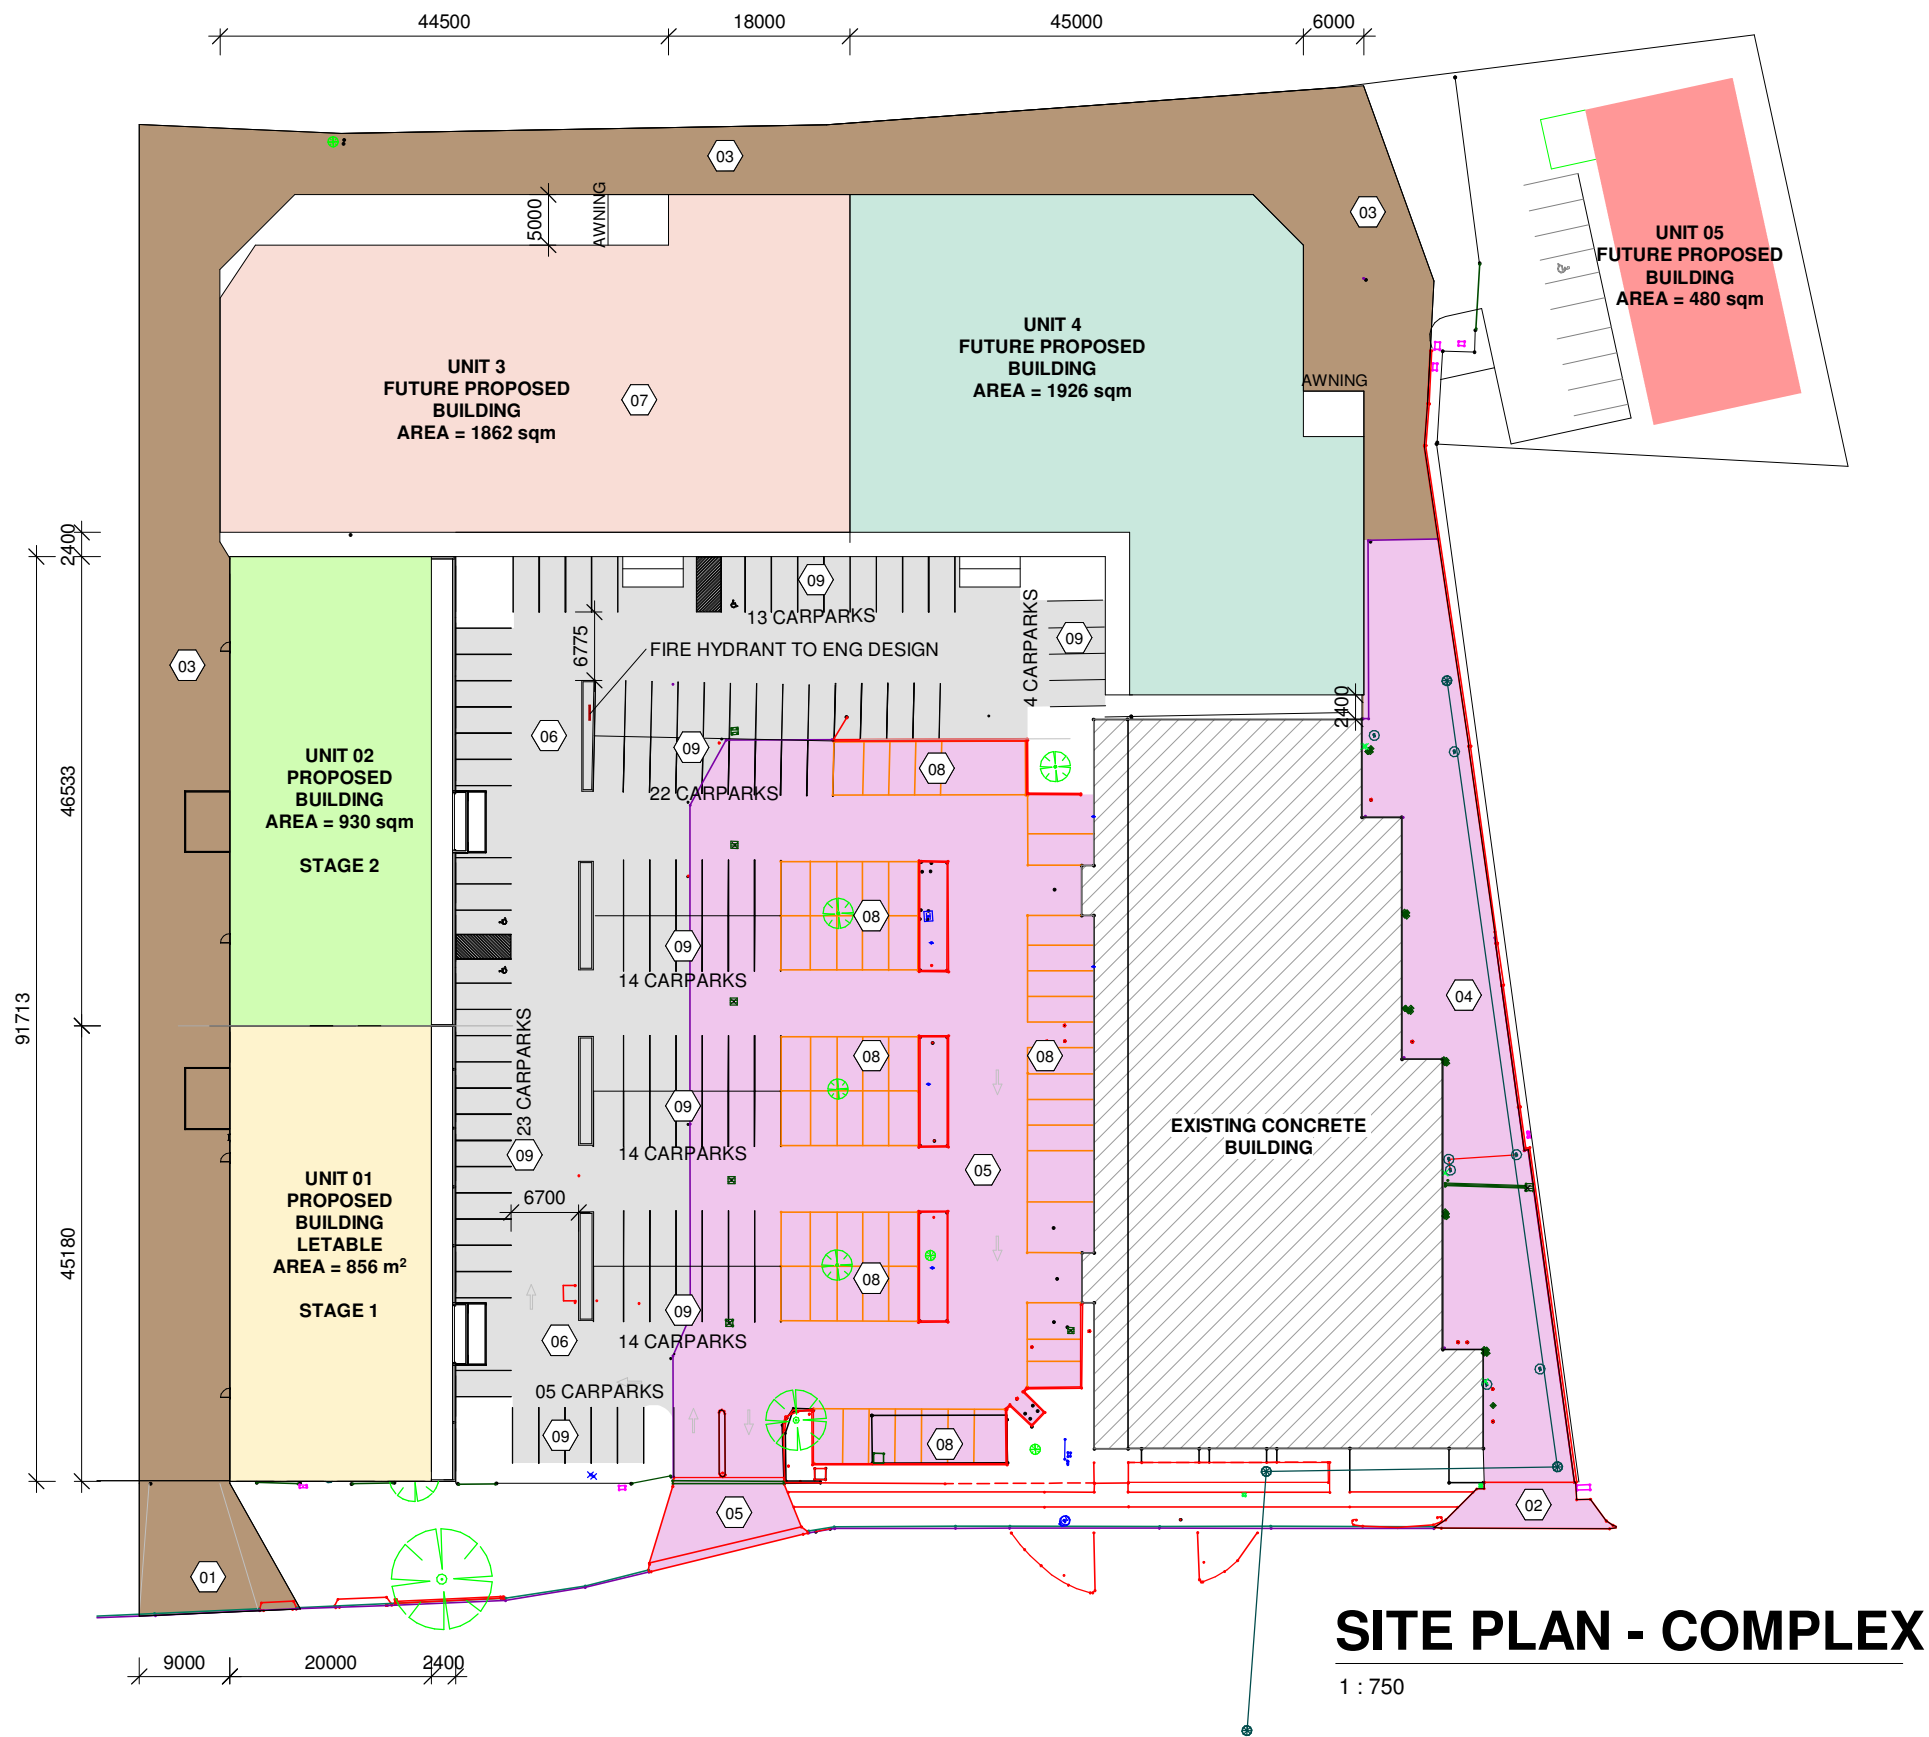 44500
18000
45000
6000
03
5000
AWNING
03
UNIT 05
FUTURE PROPOSED
BUILDING
AREA = 480 sqm
UNIT 4
FUTURE PROPOSED
BUILDING
AREA = 1926 sqm
UNIT 3
FUTURE PROPOSED
BUILDING
AREA = 1862 sqm
07
AWNING
2400
09
13 CARPARKS
4 CARPARKS
09
6775
FIRE HYDRANT TO ENG DESIGN
03
2400
06
09
08
22 CARPARKS
UNIT 02
PROPOSED
BUILDING
AREA = 930 sqm
STAGE 2
46533
08
09
14 CARPARKS
04
91713
23 CARPARKS
08
08
09
14 CARPARKS
09
05
EXISTING CONCRETE
BUILDING
UNIT 01
PROPOSED
BUILDING
LETABLE
AREA = 856 m²
STAGE 1
45180
6700
08
09
06
14 CARPARKS
05 CARPARKS
09
08
05
02
01
SITE PLAN - COMPLEX
1 : 750
9000
20000
2400